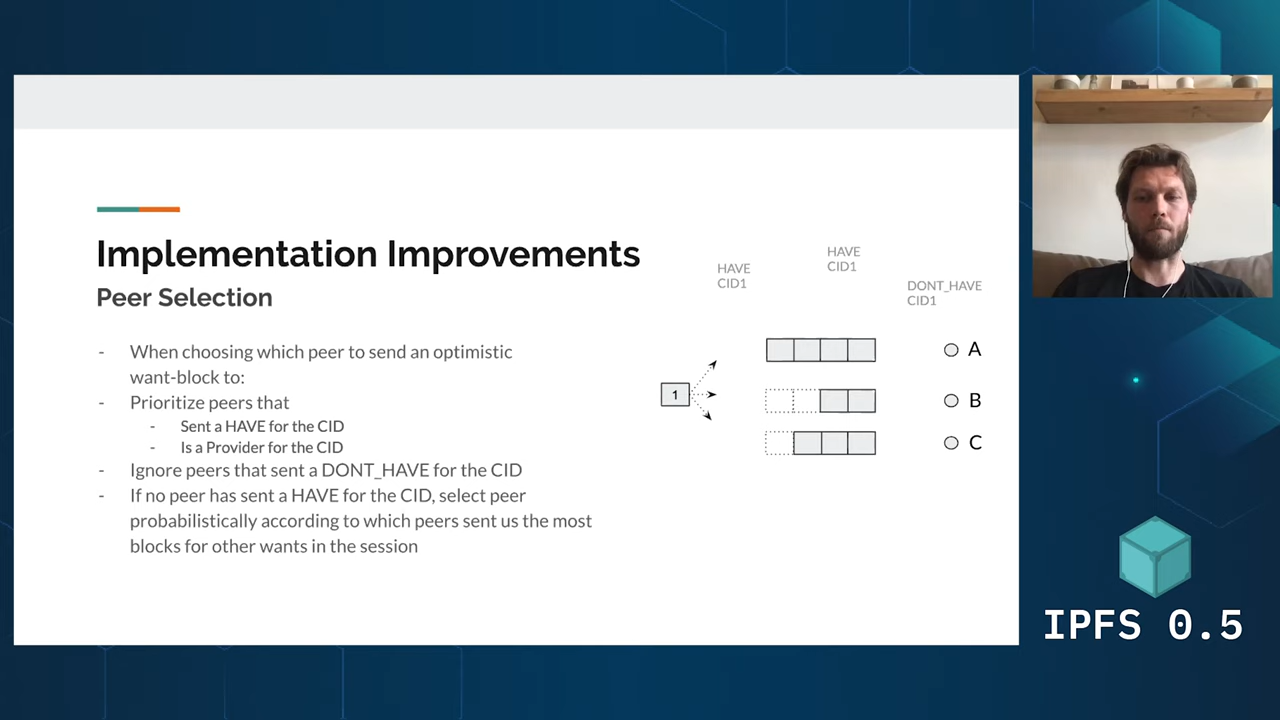 Implementation Improvements
Peer Selection
- When choosing which peer to send an optimistic
want-block to:
- Prioritize peers that
- Sent a HAVE for the CID
- Is a Provider for the CID
- Ignore peers that sent a DONT_HAVE for the CID
- If no peer has sent a HAVE for the CID, select peer
probabilistically according to which peers sent us the most
blocks for other wants in the session
HAVE
CID1
HAVE
CID1
DONT_HAVE
CID1
A
1
B
C
IPFS 0.5